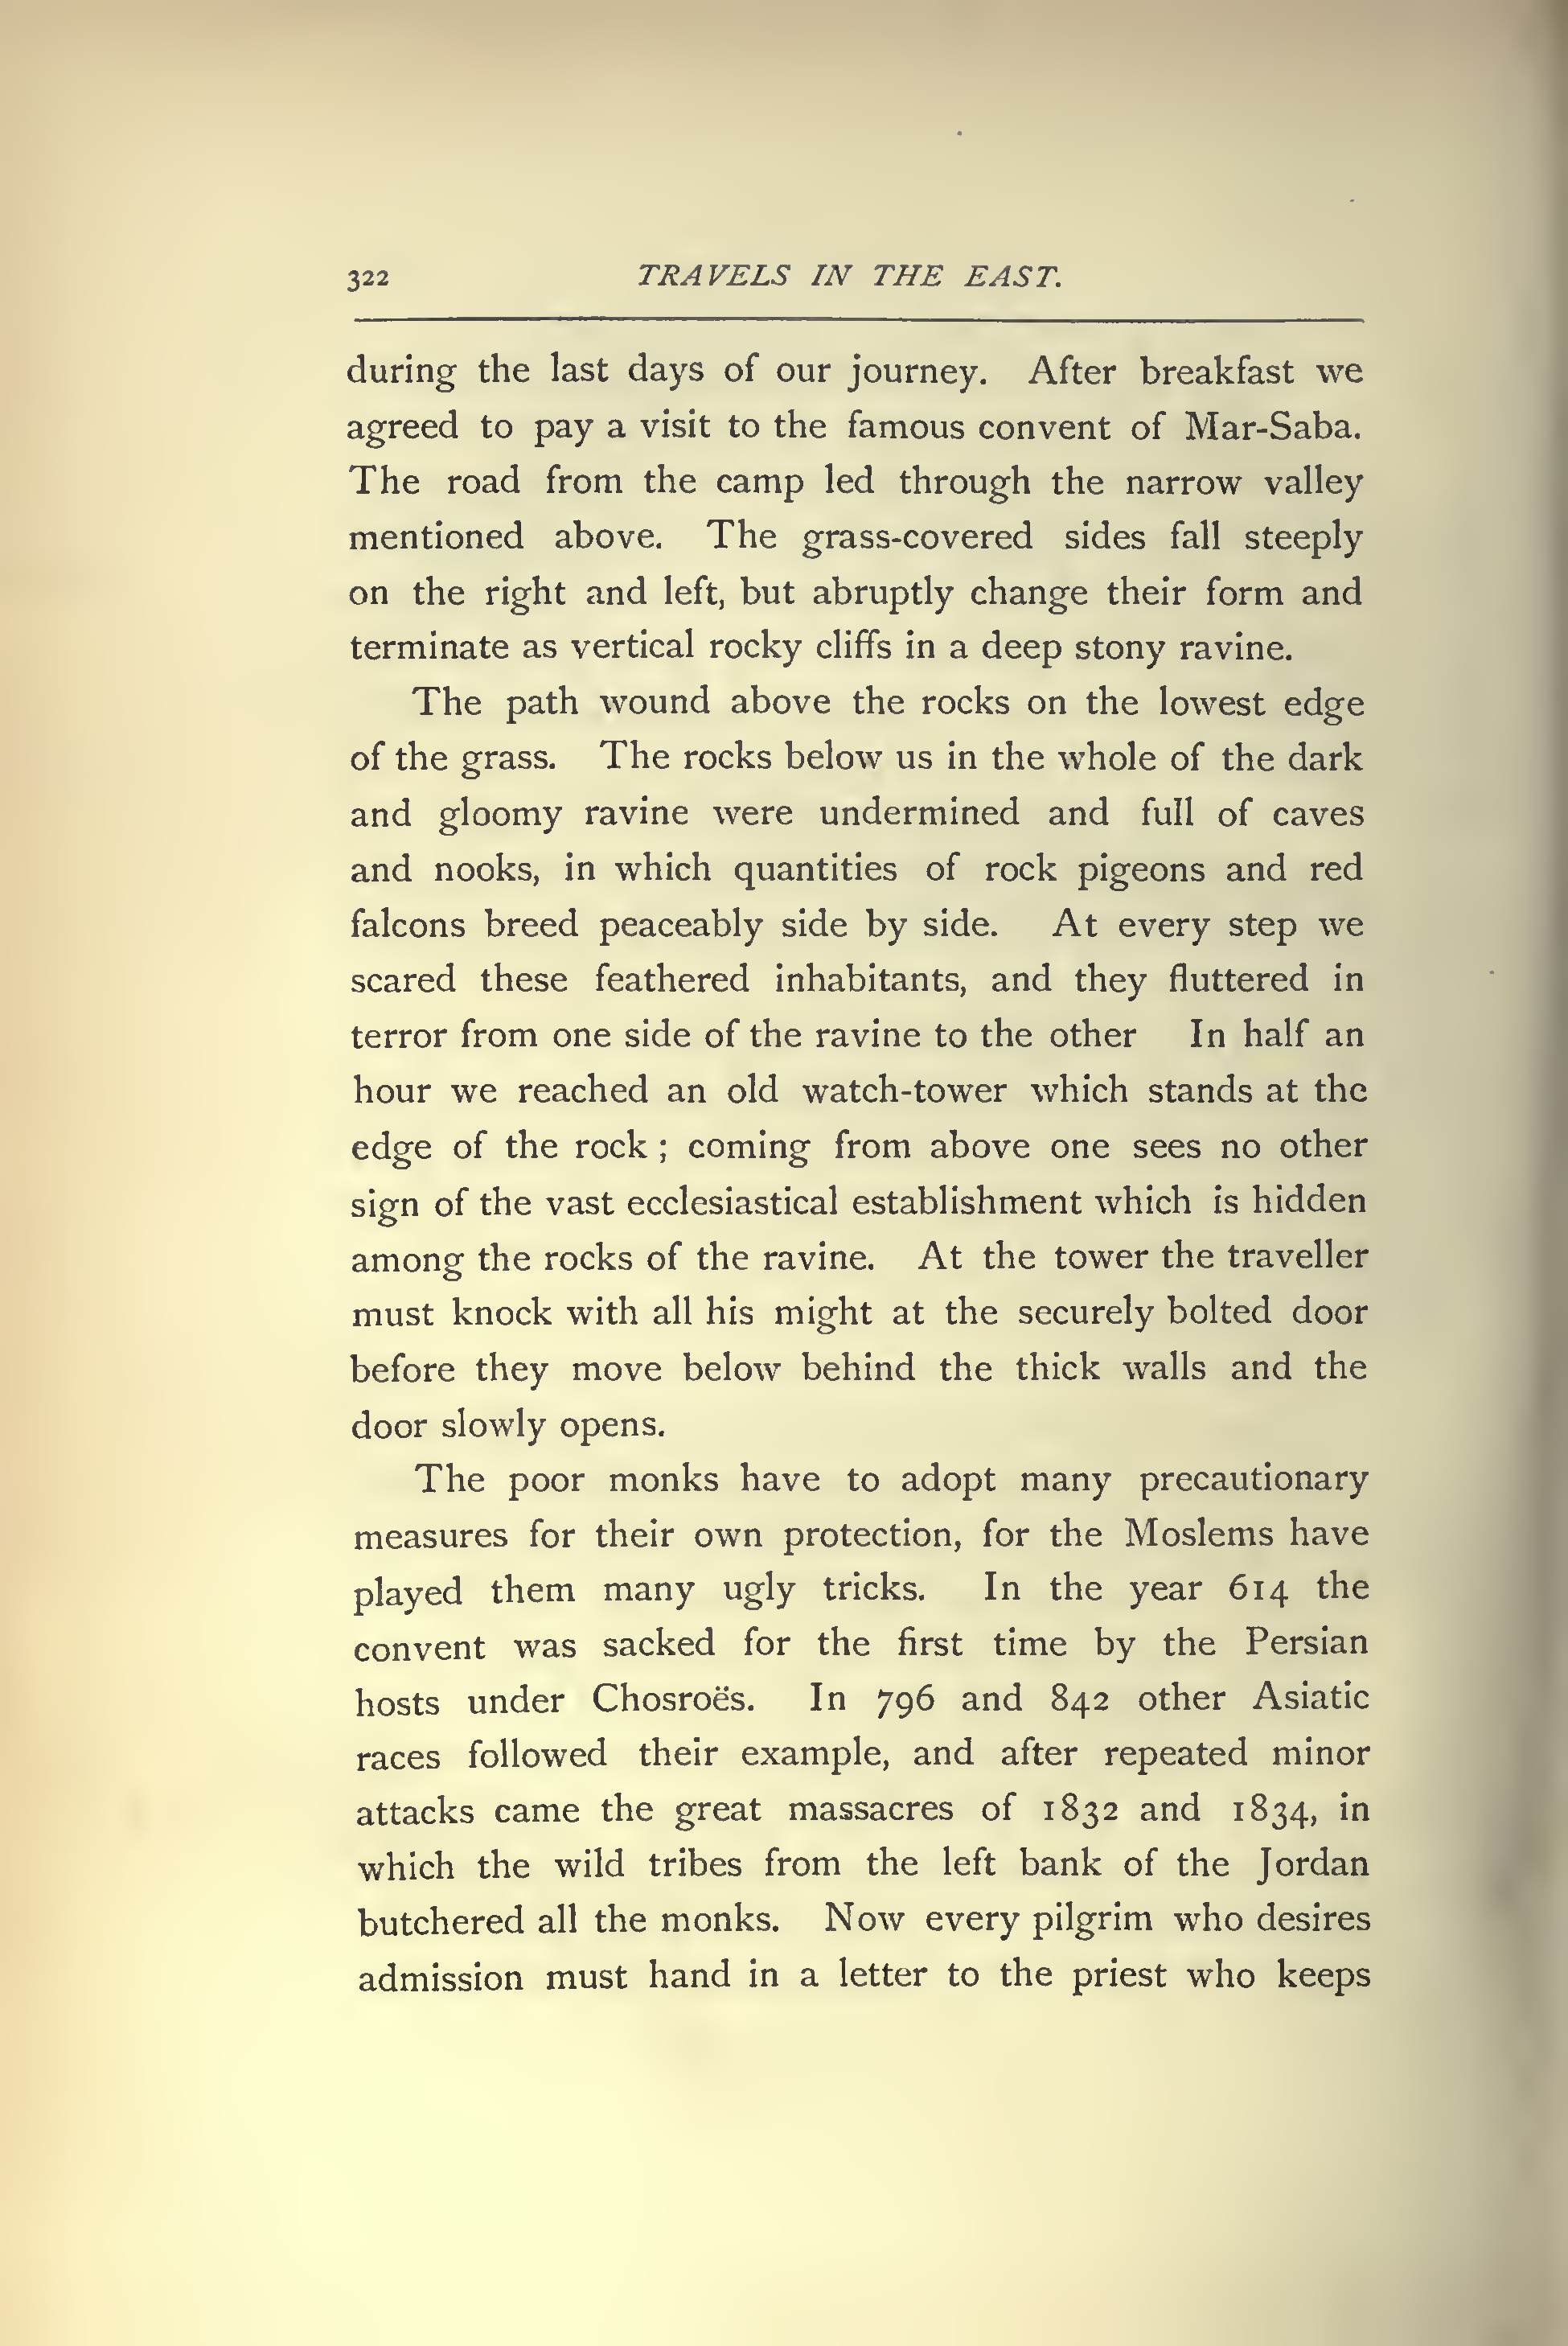 322 TRAVELS IN THE EAST.
during the last days of our journey. After breakfast we
agreed to pay a visit to the famous convent of Mar-Saba.
The road from the camp led through the narrow valley
mentioned above. The grass-covered sides fall steeply
on the right and left, but abruptly change their form and
terminate as vertical rocky cliffs in a deep stony ravine.
The path wound above the rocks on the lowest edge
of the grass. The rocks below us in the whole of the dark
and gloomy ravine were undermined and full of caves
and nooks, in which quantities of rock pigeons and red
falcons breed peaceably side by side. At every step we
scared these feathered inhabitants, and they fluttered in
terror from one side of the ravine to the other In half an
hour we reached an old watch-tower which stands at the
edge of the rock ; coming from above one sees no other
sign of the vast ecclesiastical establishment which is hidden
among the rocks of the ravine. At the tower the traveller
must knock with all his might at the securely bolted door
before they move below behind the thick walls and the
door slowly opens.
The poor monks have to adopt many precautionary
measures for their own protection, for the Moslems have
played them many ugly tricks. In the year 614 the
convent was sacked for the first time by the Persian
hosts under Chosroës. In 796 and 842 other Asiatic
races followed their example, and after repeated minor
attacks came the great massacres of 1832 and 1834, in
which the wild tribes from the left bank of the Jordan
butchered all the monks. Now every pilgrim who desires
admission must hand in a letter to the priest who keeps